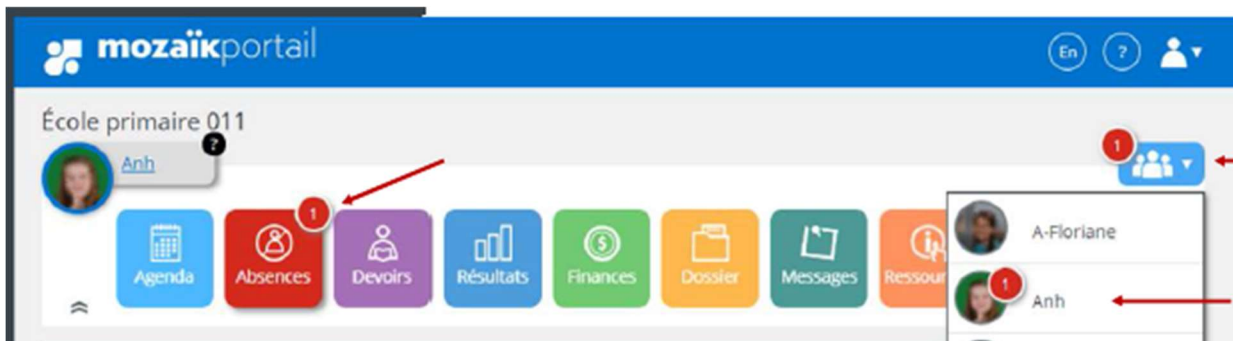 mozaïkportail
En
?
École primaire 011
?
Anh
1
1
Agenda
Absences
Devoirs
Résultats
Finances
Dossier
Messages
Ressour
A-Floriane
1
Anh